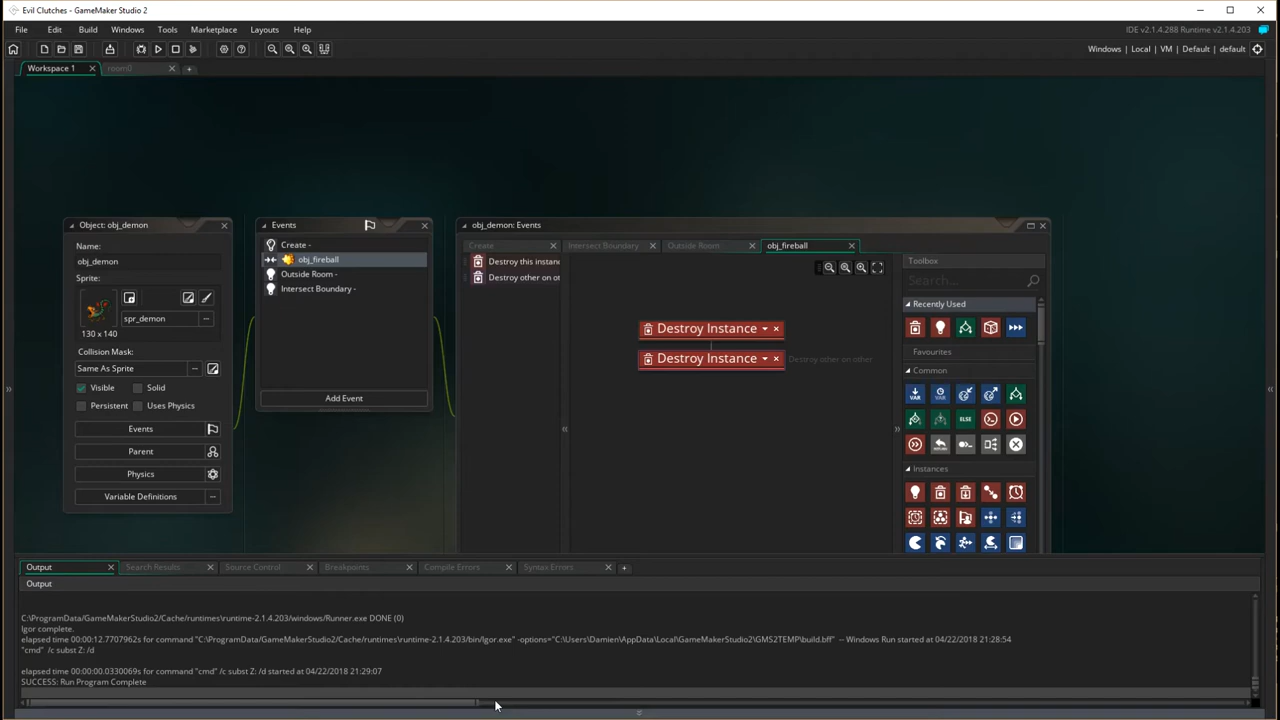 Evil Clutches - GameMaker Studio 2
File Edit Build Windows Tools Marketplace Layouts Help
IDE v2.1.4.288 Runtime v2.1.4.203
Windows | Local | VM | Default | default
Workspace 1
room0
Object: obj_demon
Name:
obj_demon
Sprite:
spr_demon
130 x 140
Collision Mask:
Same As Sprite
Visible
Solid
Persistent
Uses Physics
Events
Parent
Physics
Variable Definitions
Events
Create -
obj_fireball
Outside Room -
Intersect Boundary -
Add Event
obj_demon: Events
Create
Intersect Boundary
Outside Room
obj_fireball
Destroy this instanc
Destroy other on ot
Destroy Instance
Destroy Instance
Destroy other on other
Toolbox
Search...
Recently Used
Favourites
Common
VAR
VAR
ELSE
Instances
Output
Search Results
Source Control
Breakpoints
Compile Errors
Syntax Errors
Output
C:\ProgramData/GameMakerStudio2/Cache/runtimes\runtime-2.1.4.203/windows/Runner.exe DONE (0)
Igor complete.
elapsed time 00:00:12.7707962s for command "C:\ProgramData/GameMakerStudio2/Cache/runtimes\runtime-2.1.4.203/bin/Igor.exe" -options="C:\Users\Damien\AppData\Local\GameMakerStudio2\GMS2TEMP\build.bff" -- Windows Run started at 04/22/2018 21:28:54
"cmd" /c subst Z: /d
elapsed time 00:00:00.0330069s for command "cmd" /c subst Z: /d started at 04/22/2018 21:29:07
SUCCESS: Run Program Complete